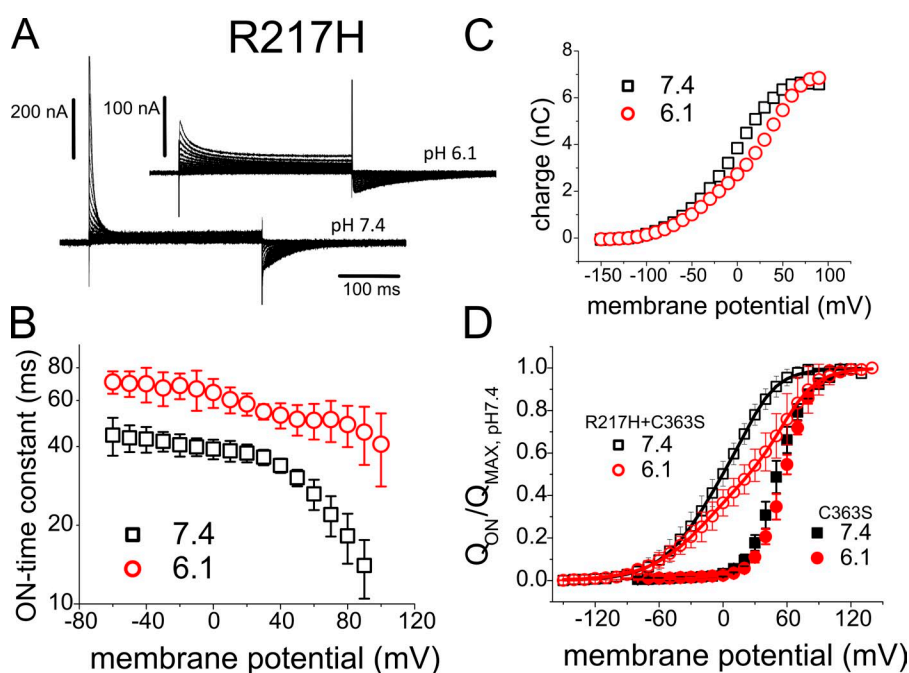 A
R217H
200 nA
100 nA
pH 6.1
pH 7.4
100 ms
B
ON-time constant (ms)
80
60
40
20
10
7.4
6.1
-80
-40
0
40
80
120
membrane potential (mV)
C
charge (nC)
8
6
4
2
0
7.4
6.1
-150
-100
-50
0
50
100
membrane potential (mV)
D
QON/QMAX, pH7.4
1.0
0.8
0.6
0.4
0.2
0.0
R217H+C363S
7.4
6.1
C363S
7.4
6.1
-120
-60
0
60
120
membrane potential (mV)